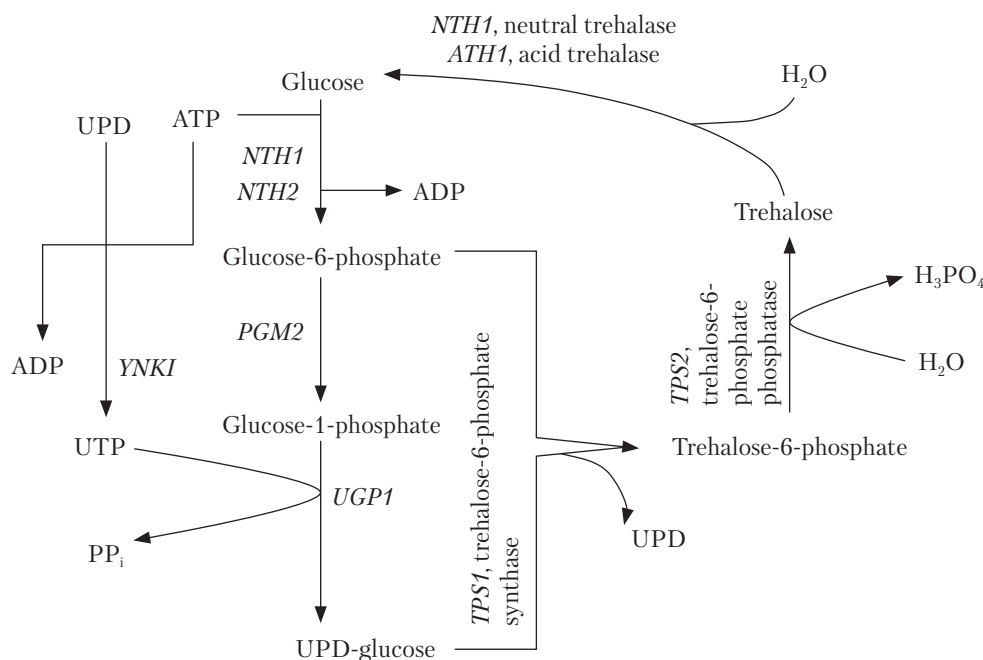 NTH1, neutral trehalase
ATH1, acid trehalase
Glucose
H₂O
UPD
ATP
NTH1
NTH2
ADP
Trehalose
Glucose-6-phosphate
H₃PO₄
TPS2,
trehalose-6-
phosphate
phosphatase
PGM2
ADP
YNKI
H₂O
Glucose-1-phosphate
UTP
Trehalose-6-phosphate
TPS1, trehalose-6-phosphate
synthase
UGP1
PPᵢ
UPD
UPD-glucose